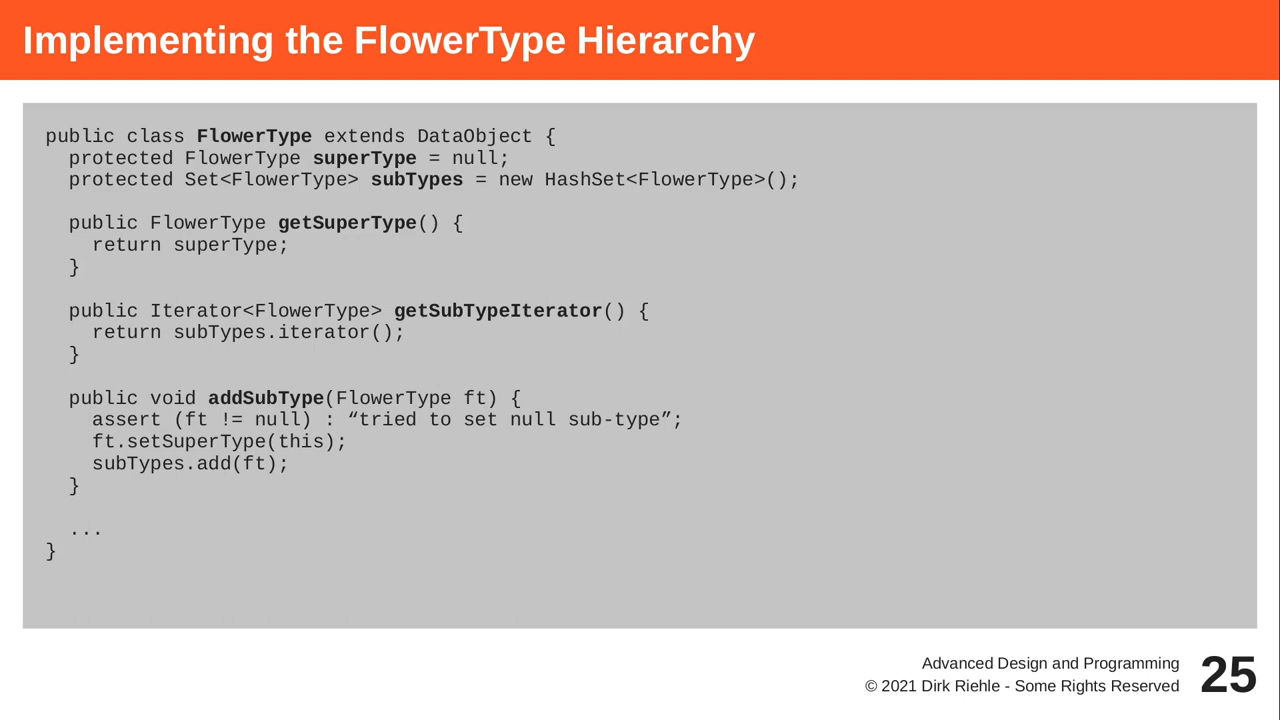 Implementing the FlowerType Hierarchy
public class FlowerType extends DataObject {
  protected FlowerType superType = null;
  protected Set<FlowerType> subTypes = new HashSet<FlowerType>();

  public FlowerType getSuperType() {
    return superType;
  }

  public Iterator<FlowerType> getSubTypeIterator() {
    return subTypes.iterator();
  }

  public void addSubType(FlowerType ft) {
    assert (ft != null) : “tried to set null sub-type”;
    ft.setSuperType(this);
    subTypes.add(ft);
  }

  ...
}
Advanced Design and Programming
© 2021 Dirk Riehle - Some Rights Reserved
25